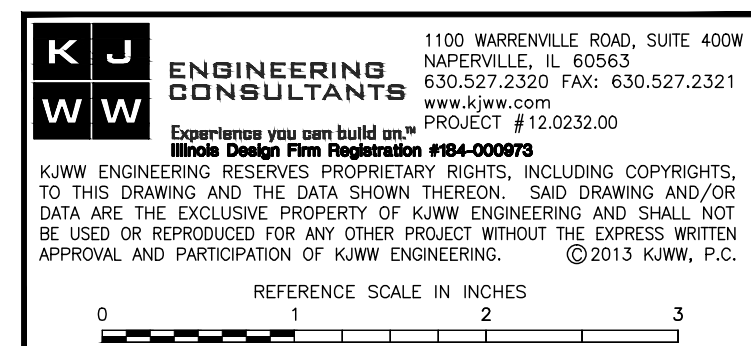 K J
W W
ENGINEERING
CONSULTANTS
Experience you can build on.™
Illinois Design Firm Registration #184-000973
1100 WARRENVILLE ROAD, SUITE 400W
NAPERVILLE, IL 60563
630.527.2320 FAX: 630.527.2321
www.kjww.com
PROJECT #12.0232.00
KJWW ENGINEERING RESERVES PROPRIETARY RIGHTS, INCLUDING COPYRIGHTS,
TO THIS DRAWING AND THE DATA SHOWN THEREON. SAID DRAWING AND/OR
DATA ARE THE EXCLUSIVE PROPERTY OF KJWW ENGINEERING AND SHALL NOT
BE USED OR REPRODUCED FOR ANY OTHER PROJECT WITHOUT THE EXPRESS WRITTEN
APPROVAL AND PARTICIPATION OF KJWW ENGINEERING. ©2013 KJWW, P.C.
REFERENCE SCALE IN INCHES
0 1 2 3